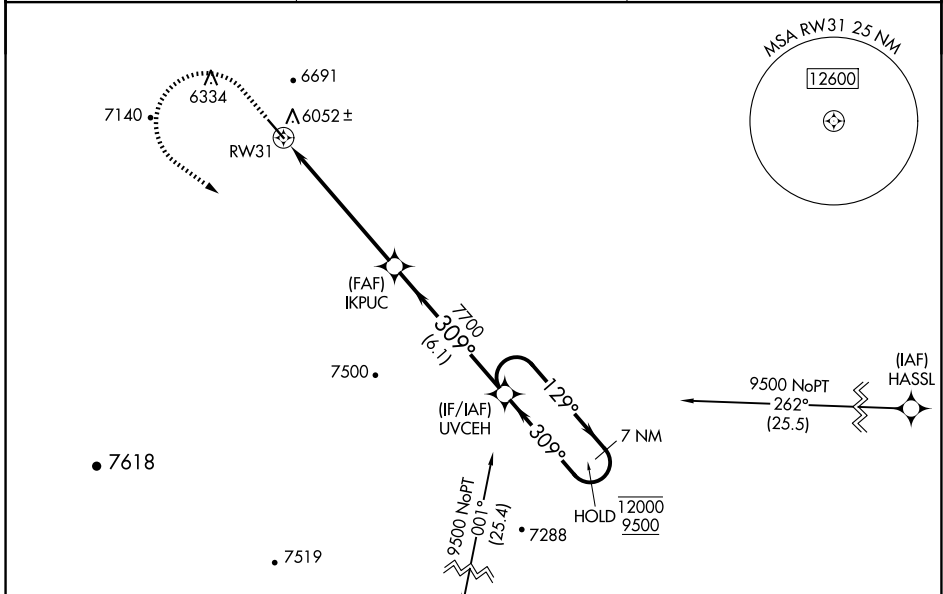 MSA RW31 25 NM
12600
6691
6334
7140
6052 ±
RW31
(FAF)
IKPUC
7700
309°
(6.1)
7500
(IF/IAF)
UVCEH
129°
309°
7 NM
HOLD
12000
9500
(IAF)
HASSL
9500 NoPT
262°
(25.5)
7618
9500 NoPT
001°
(25.4)
7288
7519